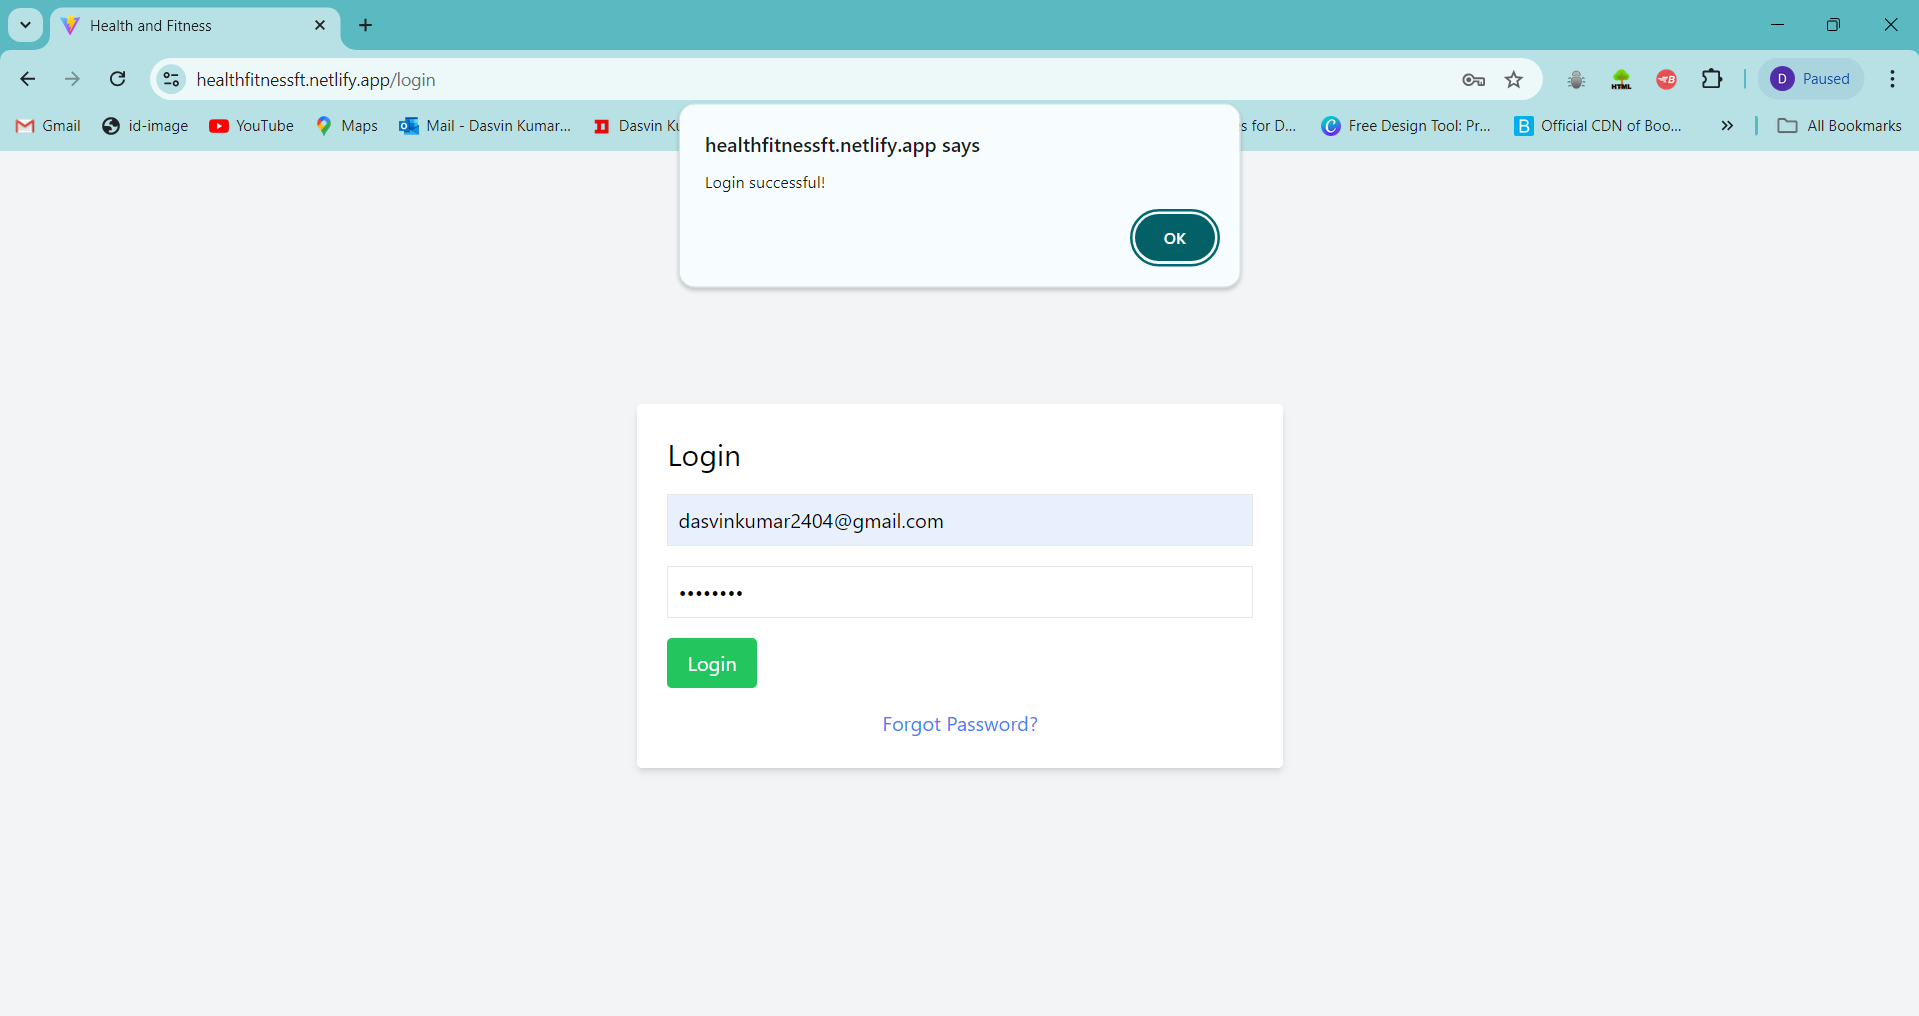 Health and Fitness
healthfitnessft.netlify.app/login
D Paused
Gmail
id-image
YouTube
Maps
Mail - Dasvin Kumar...
Dasvin Ku
s for D...
Free Design Tool: Pr...
Official CDN of Boo...
All Bookmarks
healthfitnessft.netlify.app says
Login successful!
OK
Login
dasvinkumar2404@gmail.com
••••••••
Login
Forgot Password?